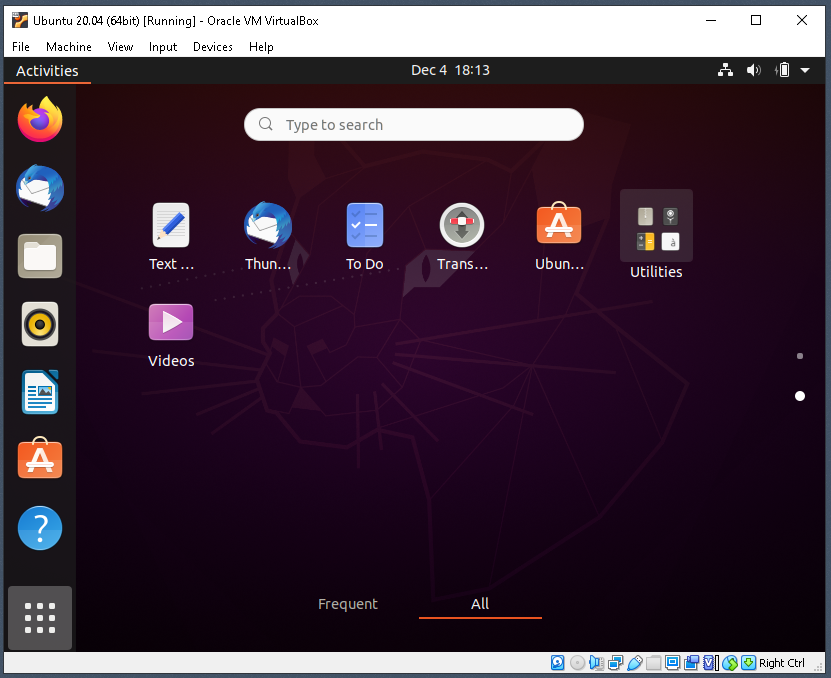 Ubuntu 20.04 (64bit) [Running] - Oracle VM VirtualBox
File Machine View Input Devices Help
Activities
Dec 4 18:13
Type to search
Text ...
Thun...
To Do
Trans...
Ubun...
Utilities
Videos
?
Frequent
All
Right Ctrl